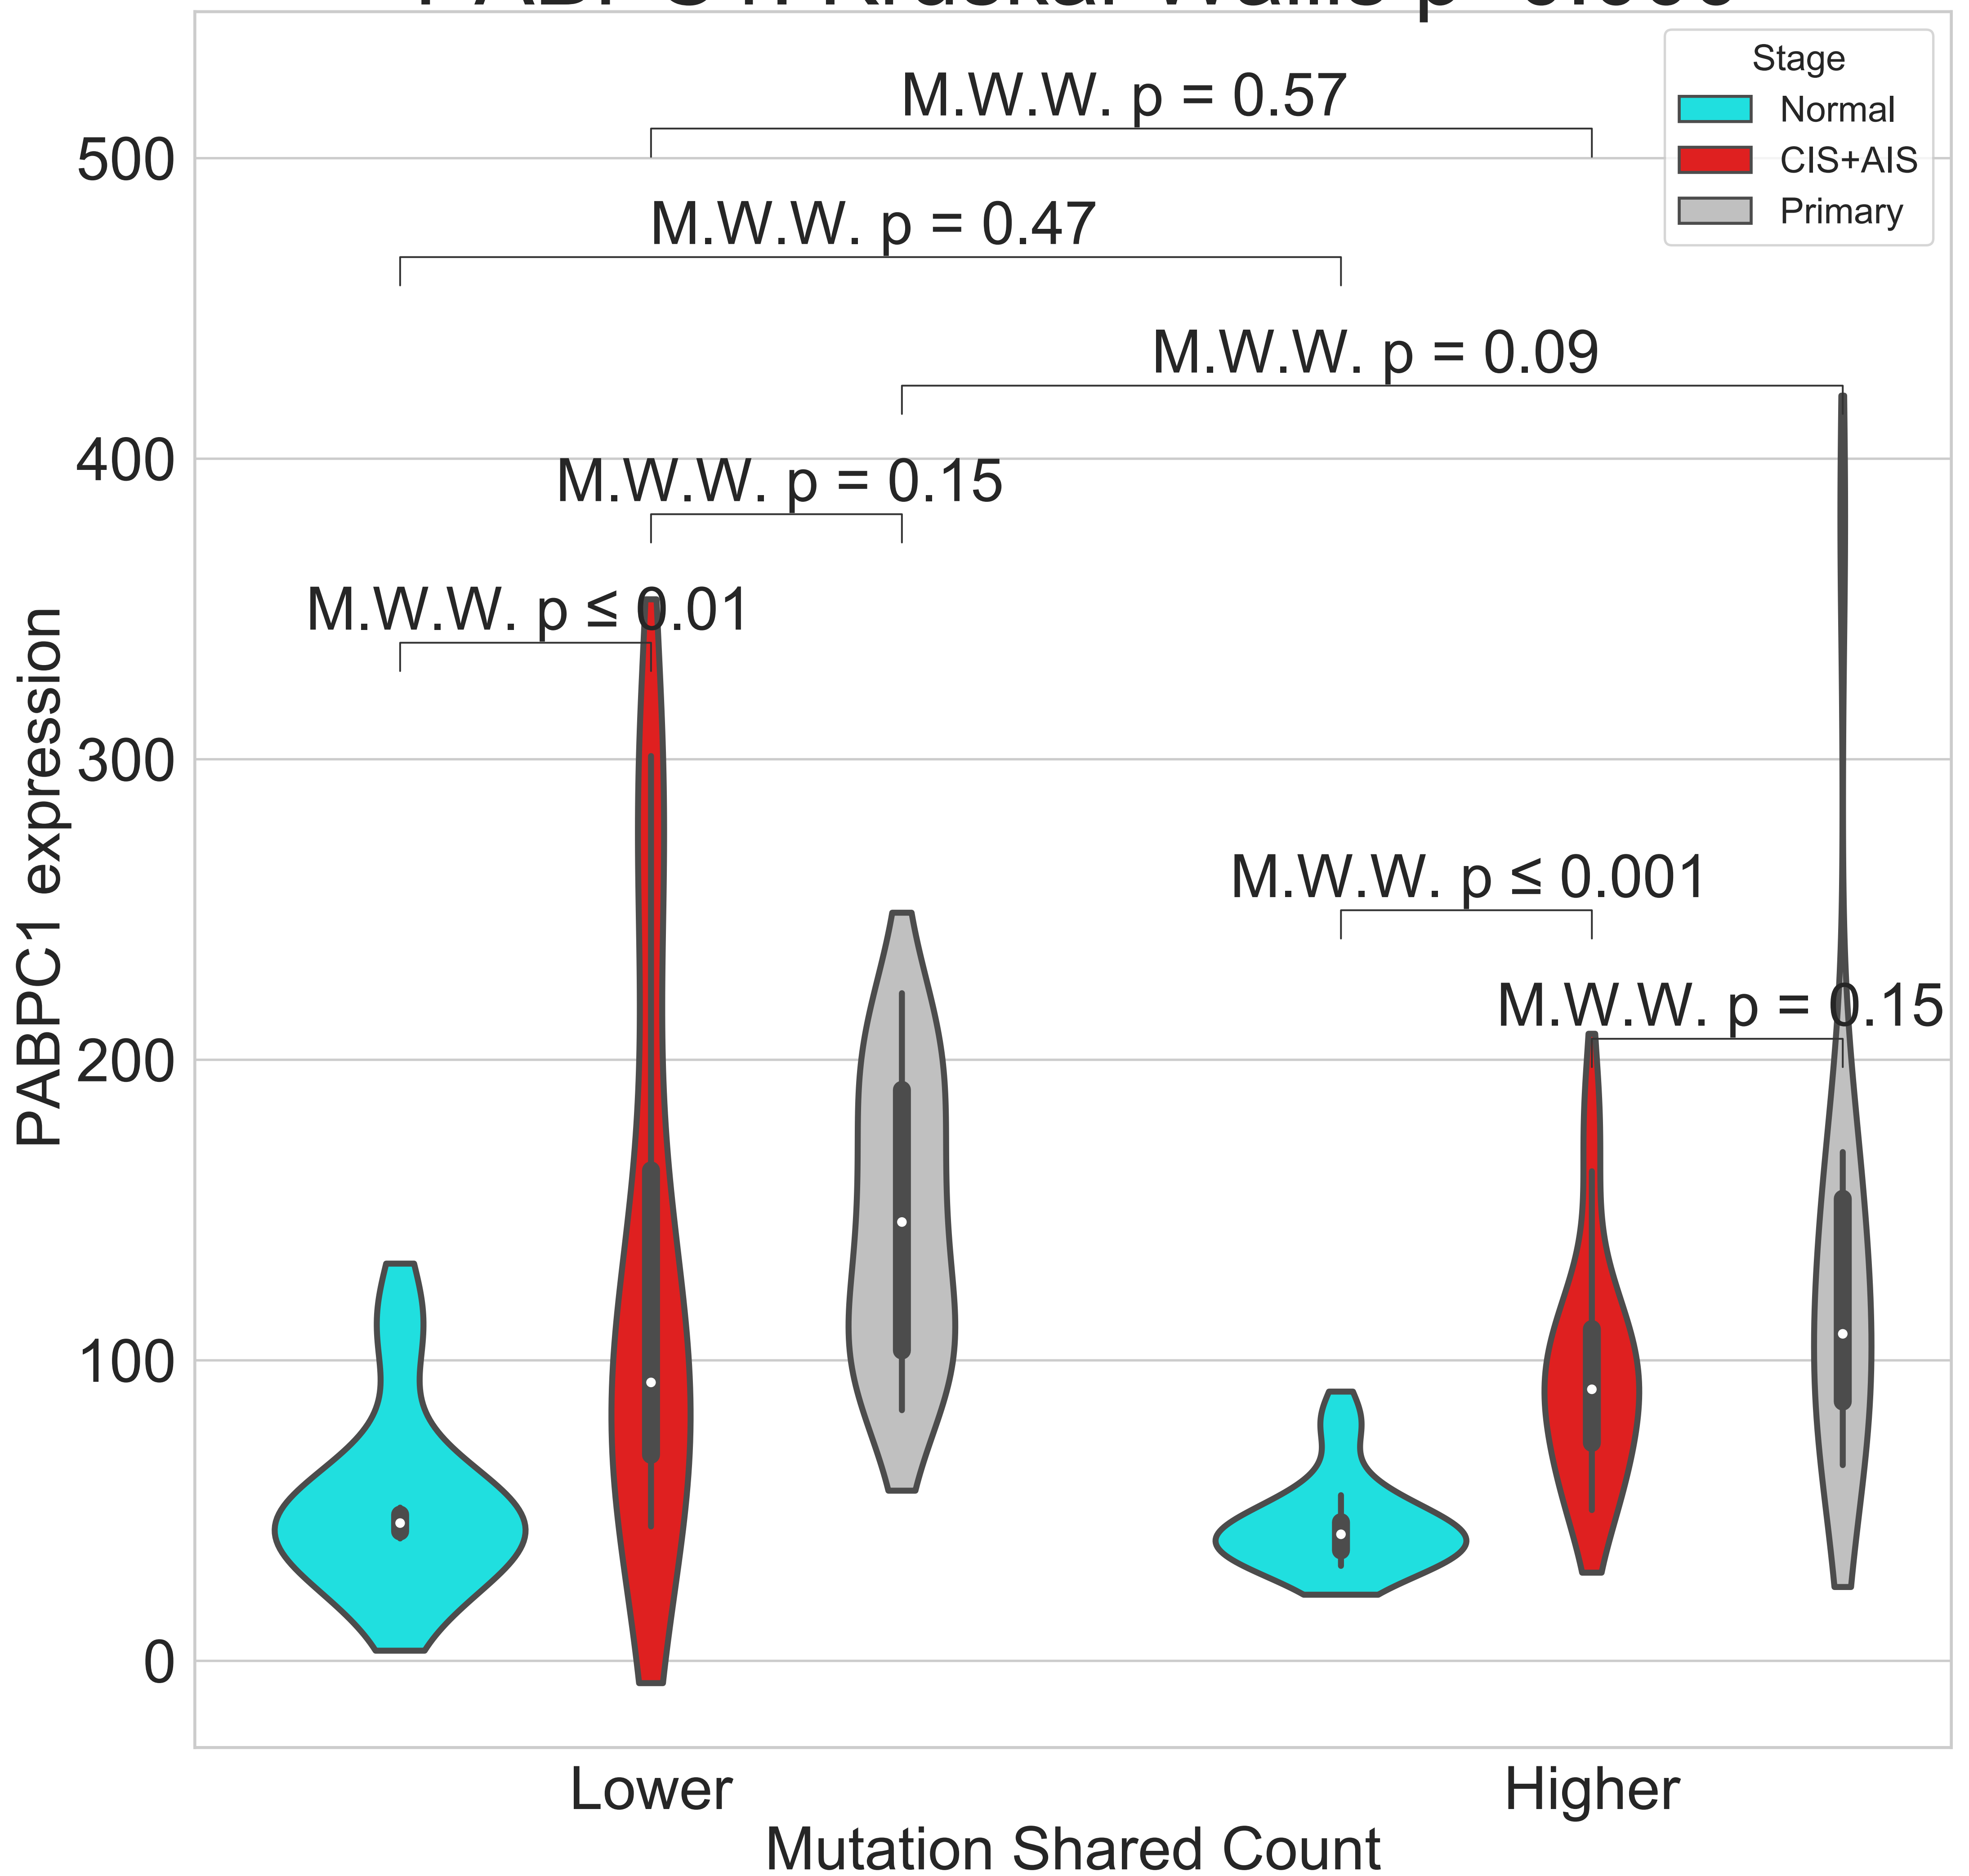 Stage
Normal
CIS+AIS
Primary
M.W.W. p = 0.57
M.W.W. p = 0.47
M.W.W. p = 0.09
M.W.W. p = 0.15
M.W.W. p ≤ 0.01
M.W.W. p ≤ 0.001
M.W.W. p = 0.15
500
400
300
200
100
0
PABPC1 expression
Lower
Higher
Mutation Shared Count